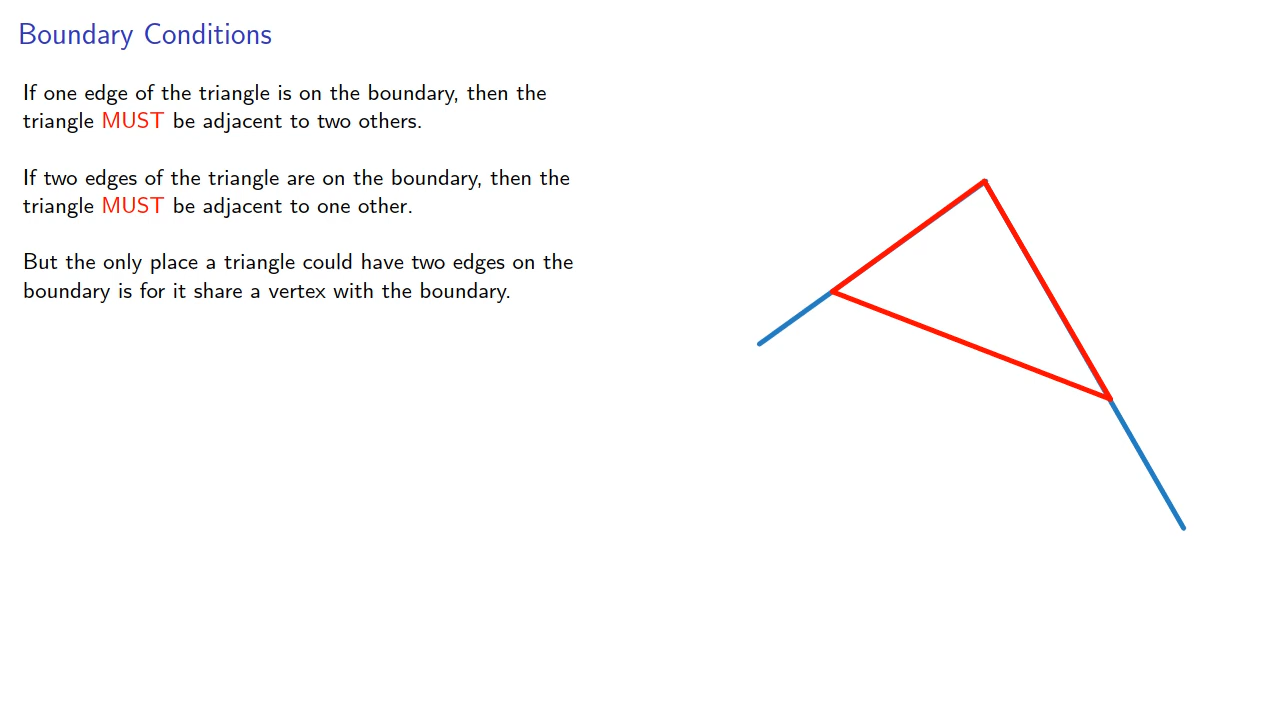 Boundary Conditions
If one edge of the triangle is on the boundary, then the
triangle MUST be adjacent to two others.
If two edges of the triangle are on the boundary, then the
triangle MUST be adjacent to one other.
But the only place a triangle could have two edges on the
boundary is for it share a vertex with the boundary.